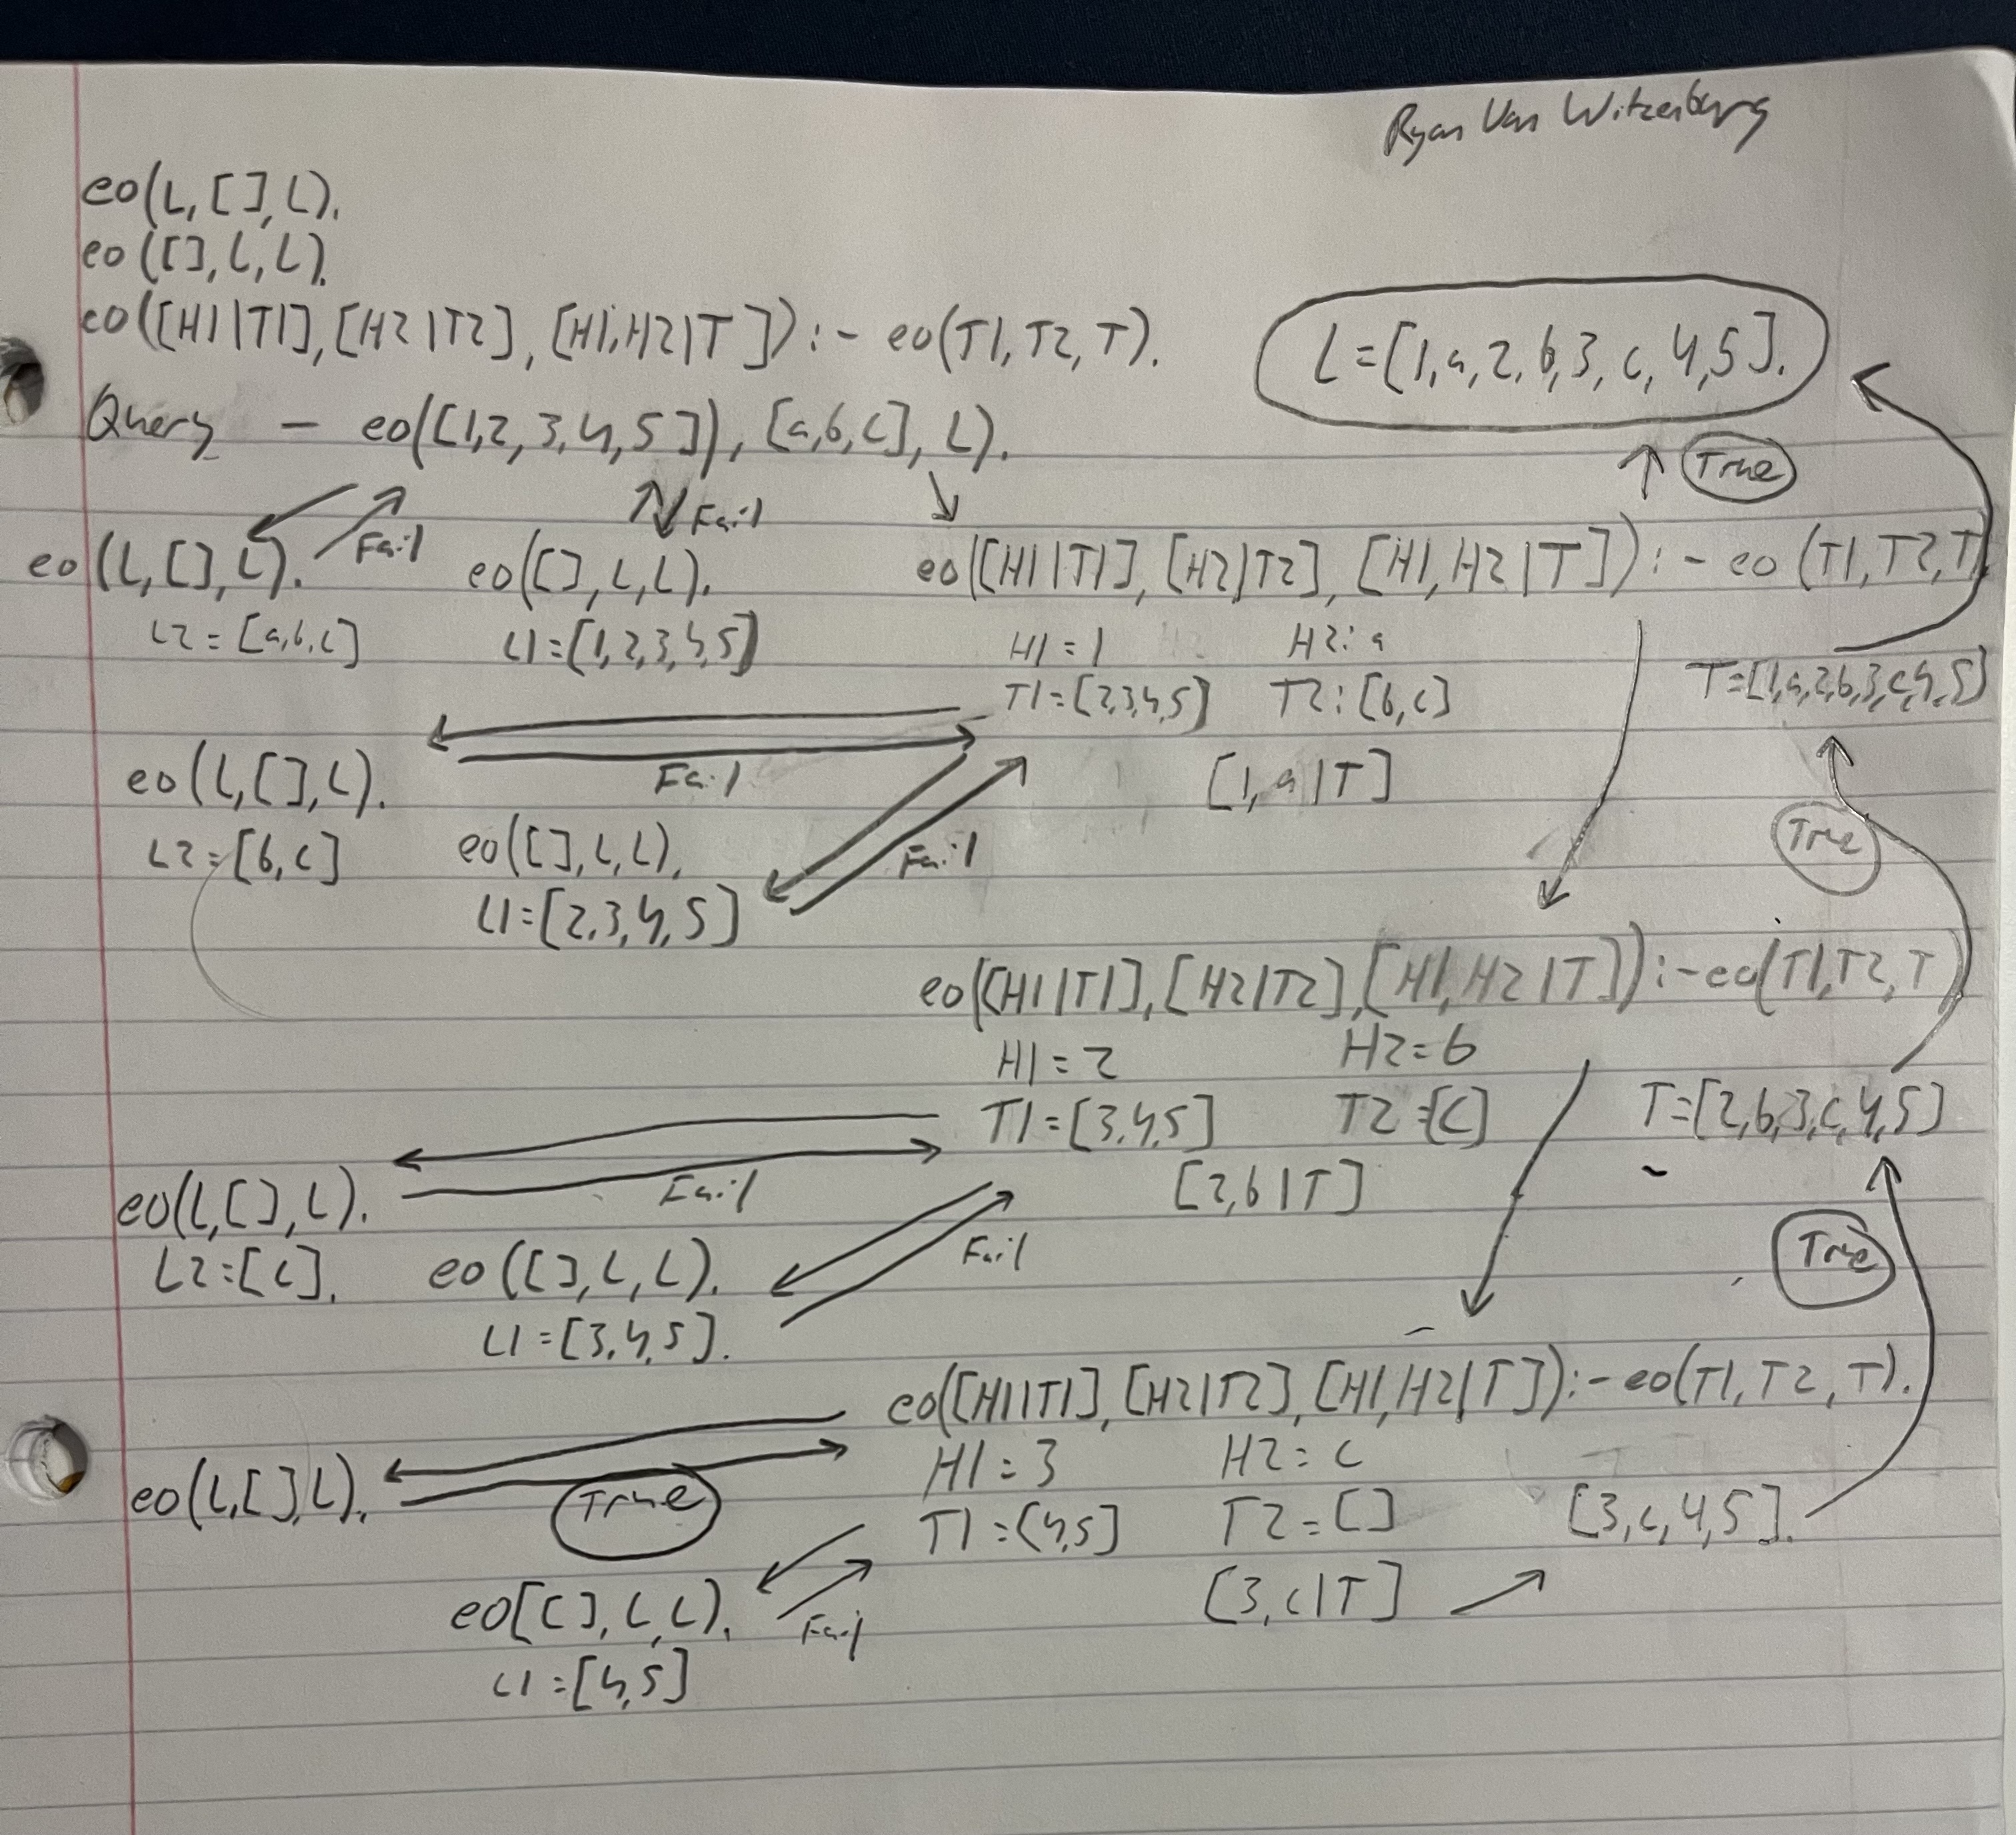 Ryan Van Witzenburg
eo(L,[],L).
eo([],L,L).
eo([H1|T1],[H2|T2],[H1,H2|T]):- eo(T1,T2,T).
L=[1,a,2,b,3,c,4,5].
Query - eo([1,2,3,4,5]),[a,b,c],L).
True
Fail
Fail
eo(L,[],L).
eo([],L,L).
eo([H1|T1],[H2|T2],[H1,H2|T]):- eo(T1,T2,T)
L2=[a,b,c]
L1=[1,2,3,4,5]
H1=1 H2:a
T1=[2,3,4,5] T2:[b,c]
T=[1,a,2,b,3,c,4,5]
Fail
[1,a|T]
eo(L,[],L).
L2=[b,c]
eo([],L,L).
L1=[2,3,4,5]
Fail
True
eo([H1|T1],[H2|T2],[H1,H2|T]):-eo(T1,T2,T)
H1=2 H2=b
T1=[3,4,5] T2=[c]
T=[2,b,3,c,4,5]
Fail
[2,b|T]
eo(L,[],L).
L2=[c].
eo([],L,L).
L1=[3,4,5].
Fail
True
eo([H1|T1],[H2|T2],[H1,H2|T]):-eo(T1,T2,T).
H1=3 H2=c
T1=[4,5] T2=[]
[3,c,4,5].
eo(L,[],L).
True
[3,c|T]
eo[[],L,L).
L1=[4,5]
Fail